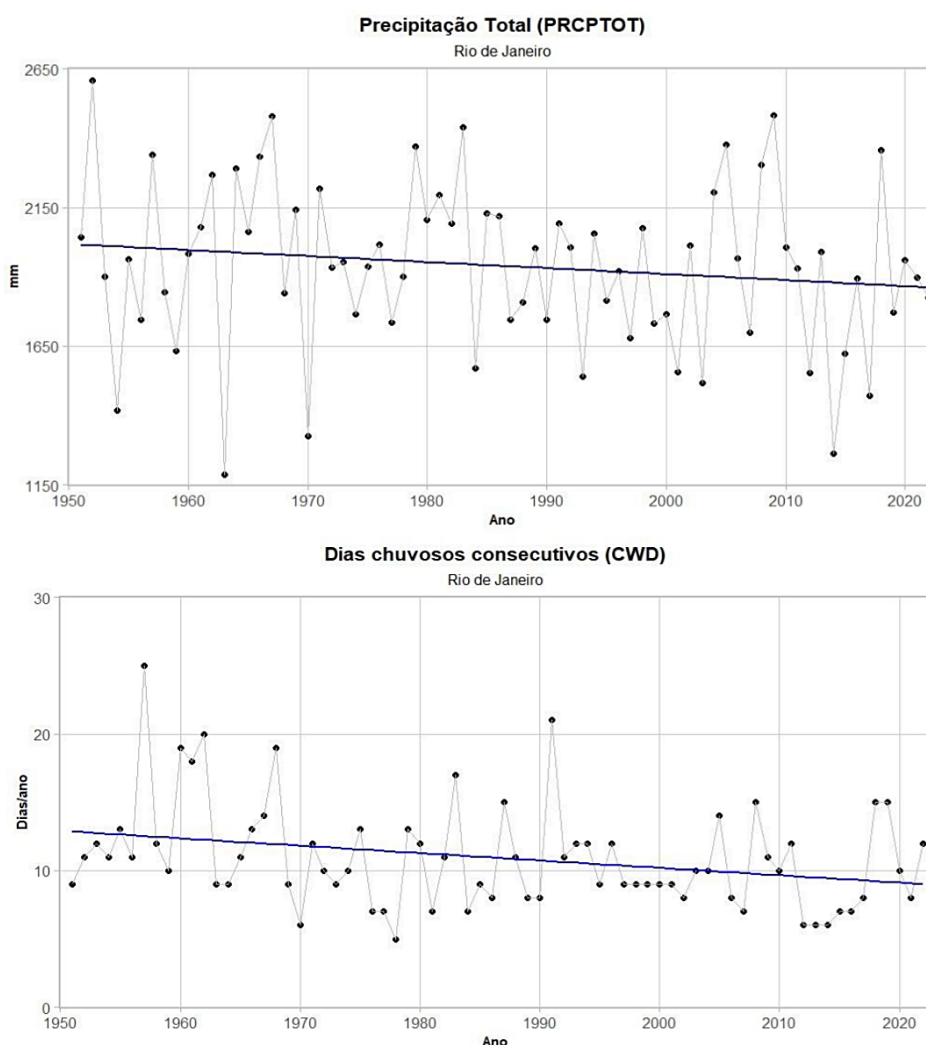 Precipitação Total (PRCPTOT)
Rio de Janeiro
2650
2150
mm
1650
1150
1950 1960 1970 1980 1990 2000 2010 2020
Ano
Dias chuvosos consecutivos (CWD)
Rio de Janeiro
30
20
Dias/ano
10
0
1950 1960 1970 1980 1990 2000 2010 2020
Ano